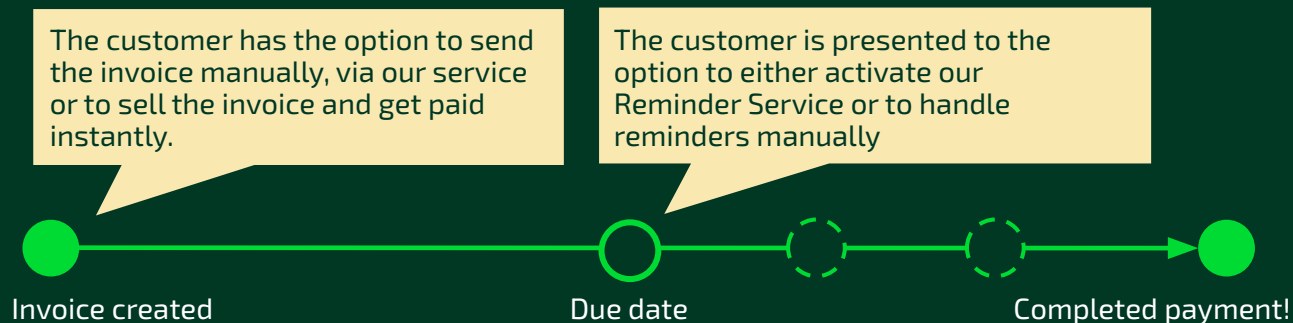 The customer has the option to send
the invoice manually, via our service
or to sell the invoice and get paid
instantly.
The customer is presented to the
option to either activate our
Reminder Service or to handle
reminders manually
Invoice created
Due date
Completed payment!